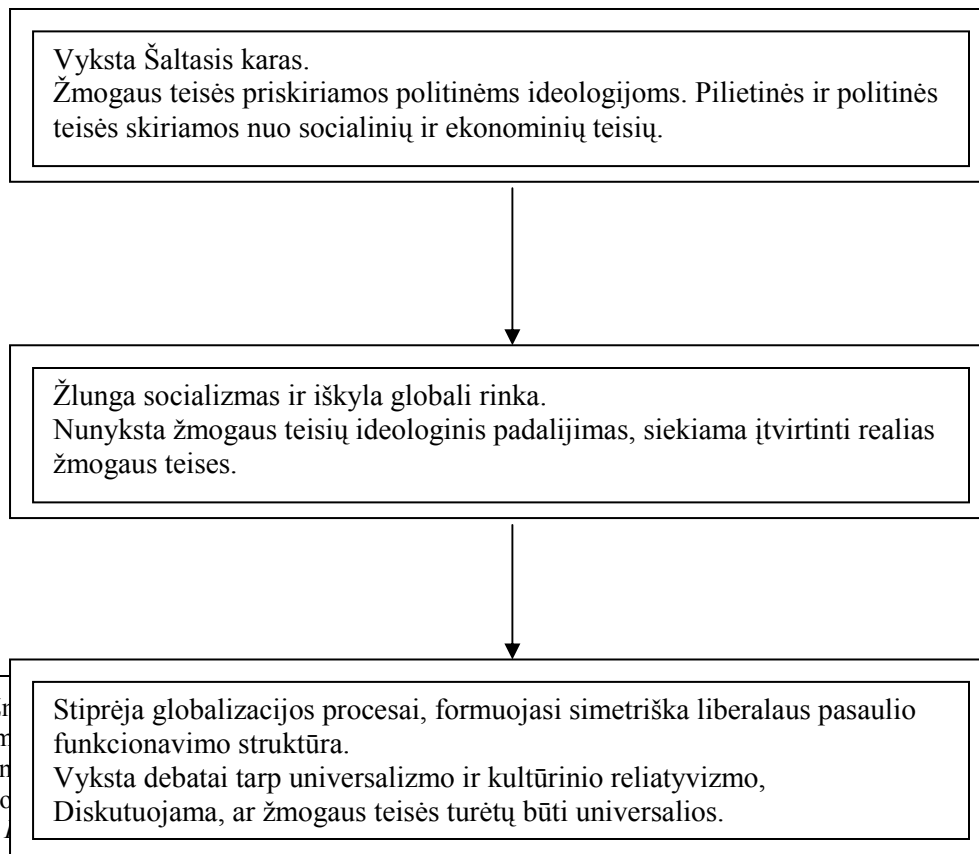 Vyksta Šaltasis karas.
Žmogaus teisės priskiriamos politinėms ideologijoms. Pilietinės ir politinės
teisės skiriamos nuo socialinių ir ekonominių teisių.
Žlunga socializmas ir iškyla globali rinka.
Nunyksta žmogaus teisių ideologinis padalijimas, siekiama įtvirtinti realias
žmogaus teises.
Stiprėja globalizacijos procesai, formuojasi simetriška liberalaus pasaulio
funkcionavimo struktūra.
Vyksta debatai tarp universalizmo ir kultūrinio reliatyvizmo,
Diskutuojama, ar žmogaus teisės turėtų būti universalios.